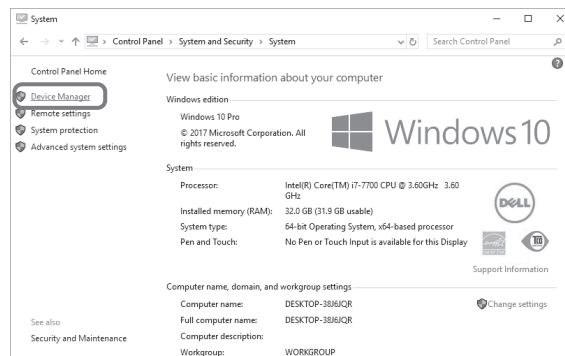 System
Control Panel > System and Security > System
Search Control Panel
Control Panel Home
Device Manager
Remote settings
System protection
Advanced system settings
View basic information about your computer
Windows edition
Windows 10 Pro
© 2017 Microsoft Corporation. All
rights reserved.
Windows 10
System
Processor: Intel(R) Core(TM) i7-7700 CPU @ 3.60GHz 3.60
GHz
Installed memory (RAM): 32.0 GB (31.9 GB usable)
System type: 64-bit Operating System, x64-based processor
Pen and Touch: No Pen or Touch Input is available for this Display
DELL
TCO
Support Information
Computer name, domain, and workgroup settings
Computer name: DESKTOP-38J6JQR
Change settings
Full computer name: DESKTOP-38J6JQR
Computer description:
Workgroup: WORKGROUP
See also
Security and Maintenance